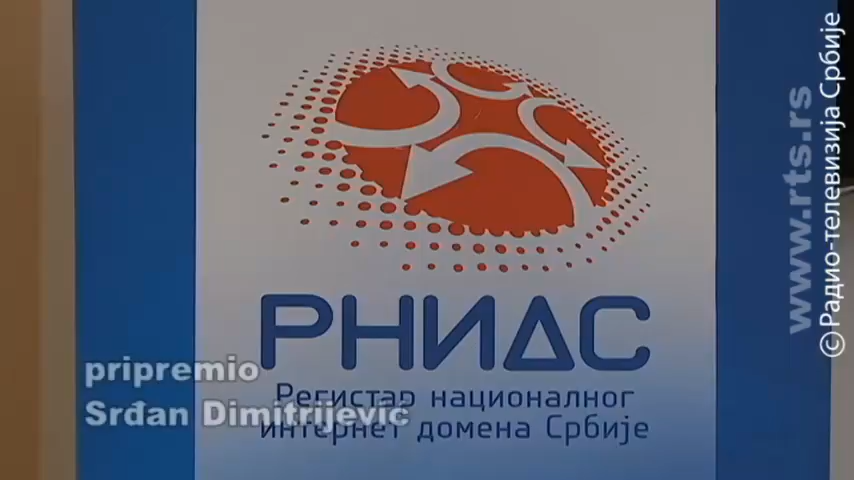 РНИДС
Регистар националног
интернет домена Србије
pripremio
Srđan Dimitrijević
www.rts.rs
©Радио-телевизија Србије